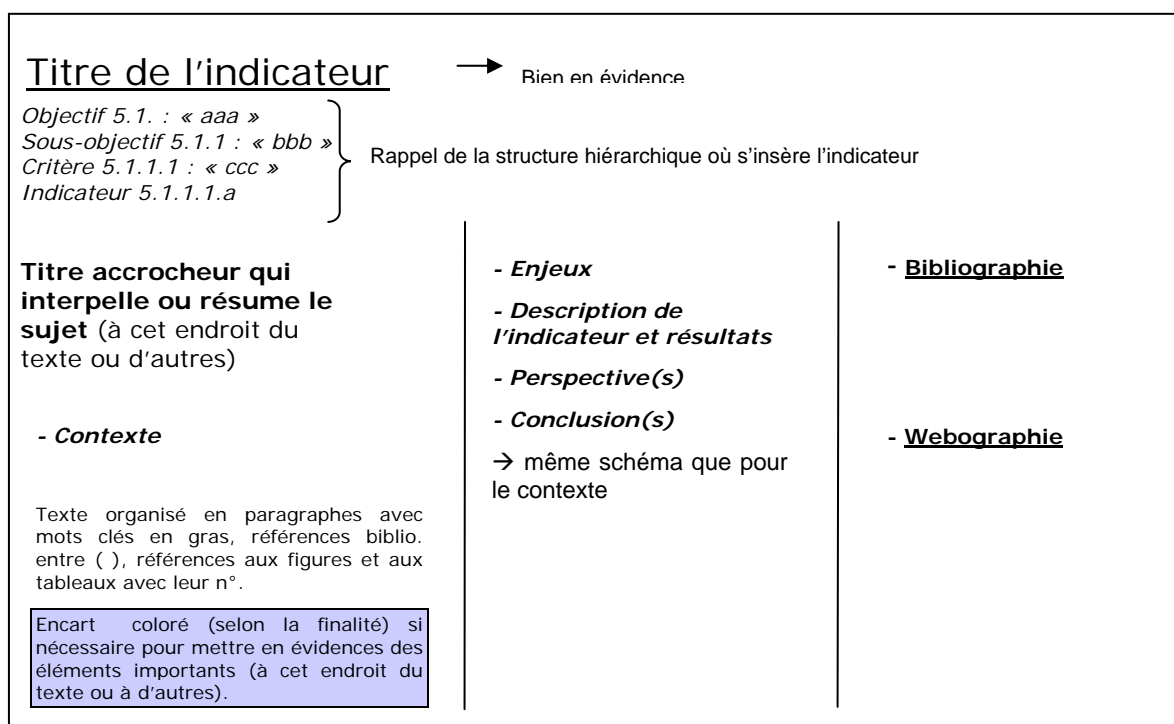 Titre de l'indicateur
Bien en évidence
Objectif 5.1. : « aaa »
Sous-objectif 5.1.1 : « bbb »
Critère 5.1.1.1 : « ccc »
Indicateur 5.1.1.1.a
Rappel de la structure hiérarchique où s'insère l'indicateur
Titre accrocheur qui
interpelle ou résume le
sujet (à cet endroit du
texte ou d'autres)
- Contexte
Texte organisé en paragraphes avec
mots clés en gras, références biblio.
entre ( ), références aux figures et aux
tableaux avec leur n°.
Encart coloré (selon la finalité) si
nécessaire pour mettre en évidences des
éléments importants (à cet endroit du
texte ou à d'autres).
- Enjeux
- Description de
l'indicateur et résultats
- Perspective(s)
- Conclusion(s)
→ même schéma que pour
le contexte
- Bibliographie
- Webographie